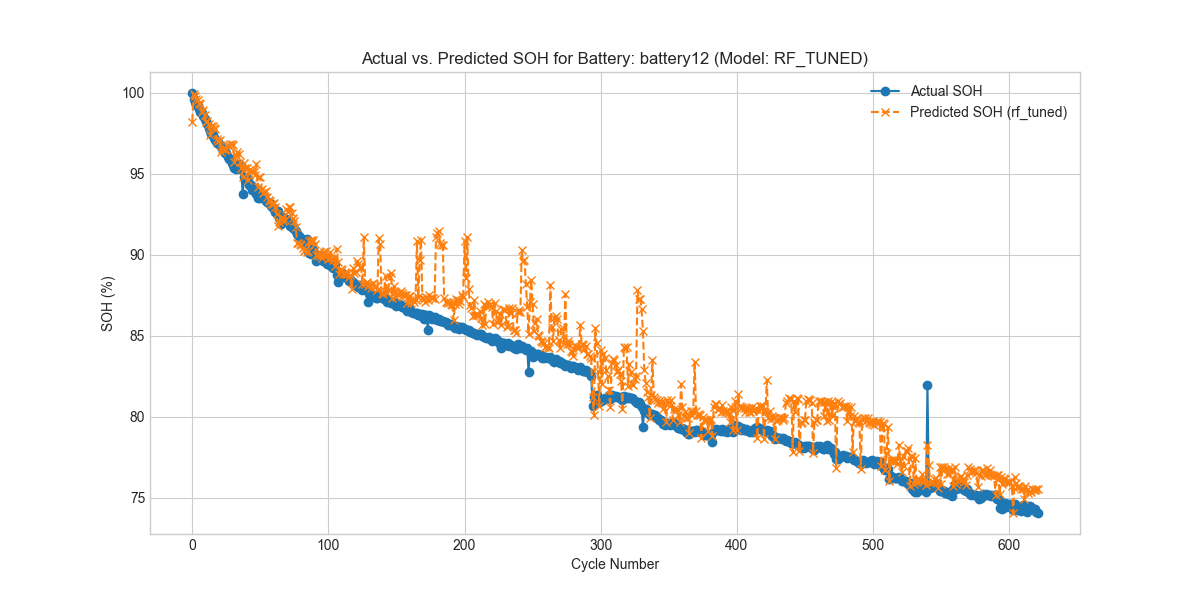 Actual vs. Predicted SOH for Battery: battery12 (Model: RF_TUNED)
Actual SOH
Predicted SOH (rf_tuned)
SOH (%)
100
95
90
85
80
75
0 100 200 300 400 500 600
Cycle Number